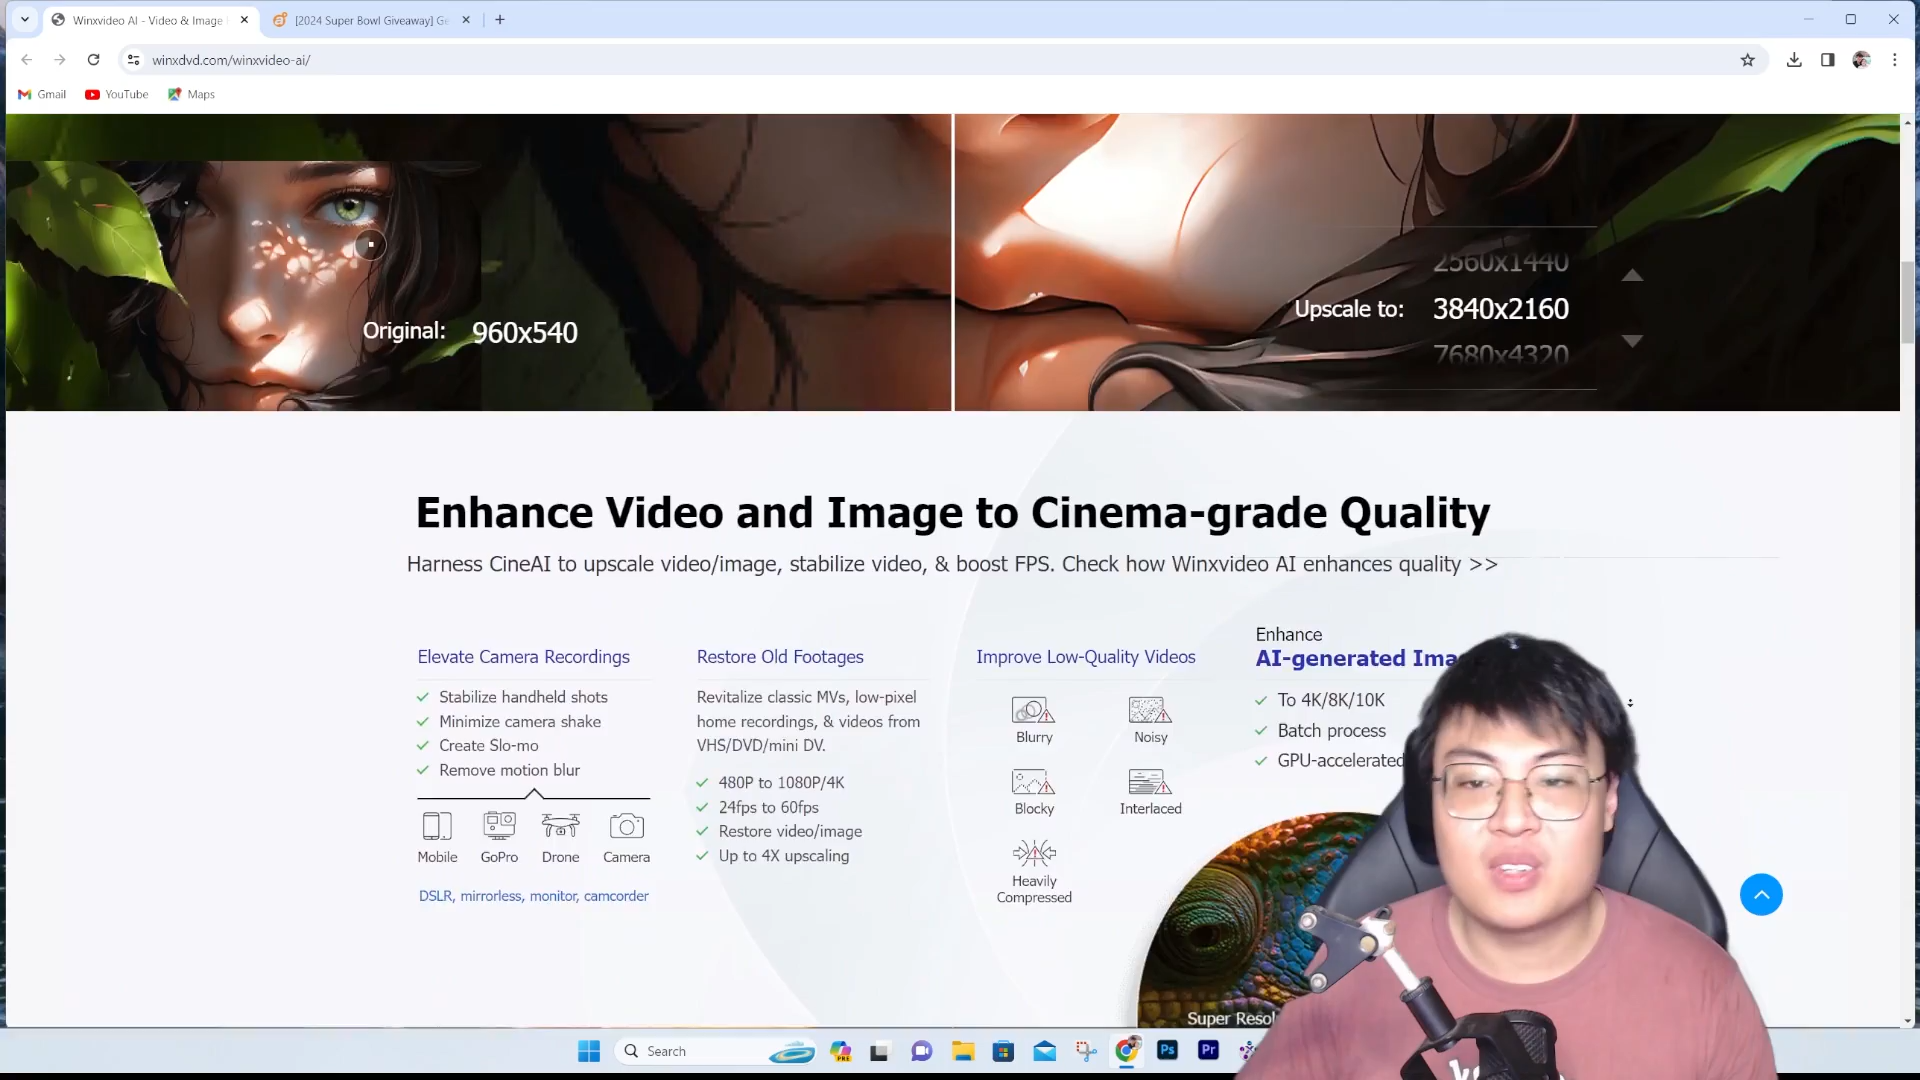 Winxvideo AI - Video & Image
[2024 Super Bowl Giveaway] Ge
winxdvd.com/winxvideo-ai/
Gmail
YouTube
Maps
Original: 960x540
2560x1440
Upscale to: 3840x2160
7680x4320
Enhance Video and Image to Cinema-grade Quality
Harness CineAI to upscale video/image, stabilize video, & boost FPS. Check how Winxvideo AI enhances quality >>
Elevate Camera Recordings
Stabilize handheld shots
Minimize camera shake
Create Slo-mo
Remove motion blur
Mobile
GoPro
Drone
Camera
DSLR, mirrorless, monitor, camcorder
Restore Old Footages
Revitalize classic MVs, low-pixel
home recordings, & videos from
VHS/DVD/mini DV.
480P to 1080P/4K
24fps to 60fps
Restore video/image
Up to 4X upscaling
Improve Low-Quality Videos
Blurry
Noisy
Blocky
Interlaced
Heavily
Compressed
Enhance
AI-generated Ima
To 4K/8K/10K
Batch process
GPU-accelerated
Super Resol
Search
PRE
Ps
Pr